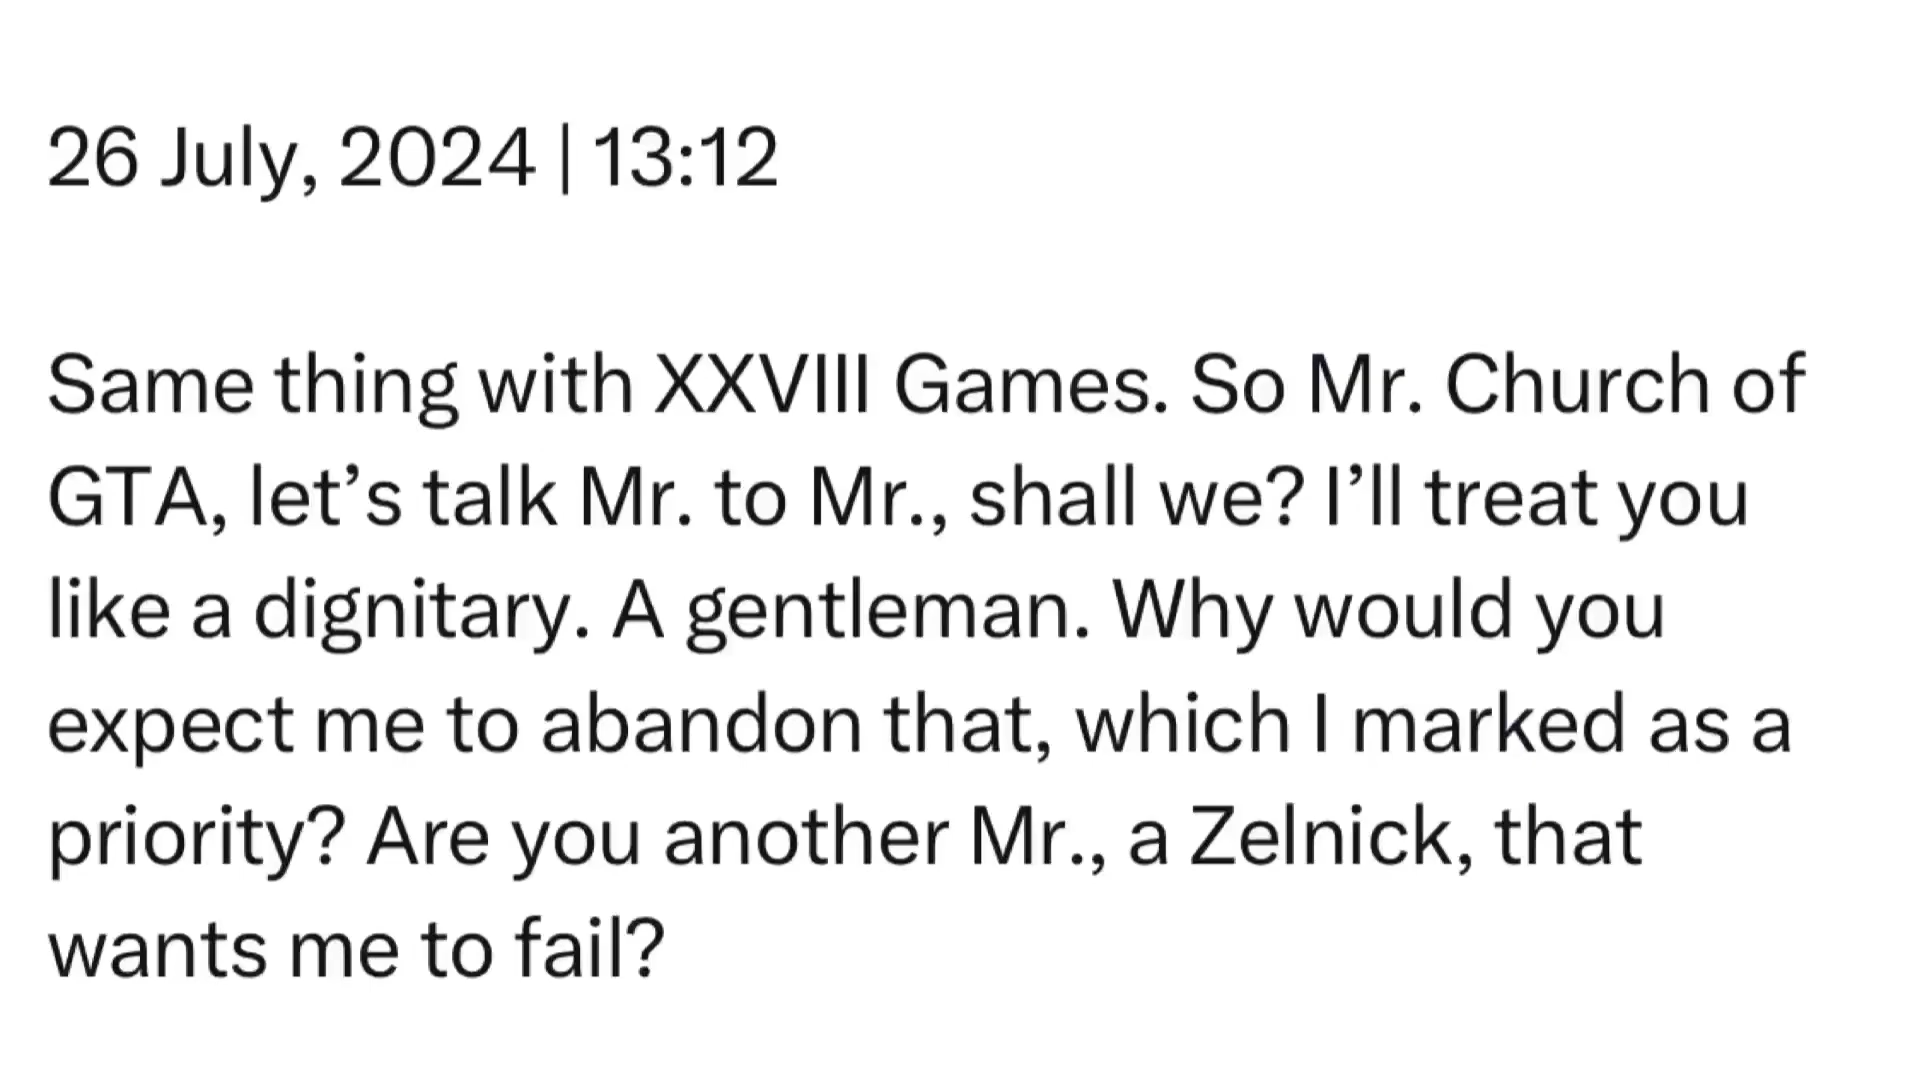 26 July, 2024 | 13:12
Same thing with XXVIII Games. So Mr. Church of
GTA, let’s talk Mr. to Mr., shall we? I’ll treat you
like a dignitary. A gentleman. Why would you
expect me to abandon that, which I marked as a
priority? Are you another Mr., a Zelnick, that
wants me to fail?